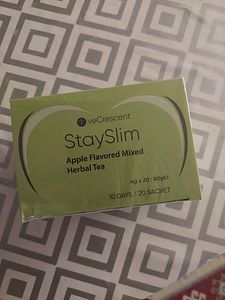 veCrescent
StaySlim
Apple Flavored Mixed
Herbal Tea
4g x 20 : 80g e
10 DAYS / 20 SACHET